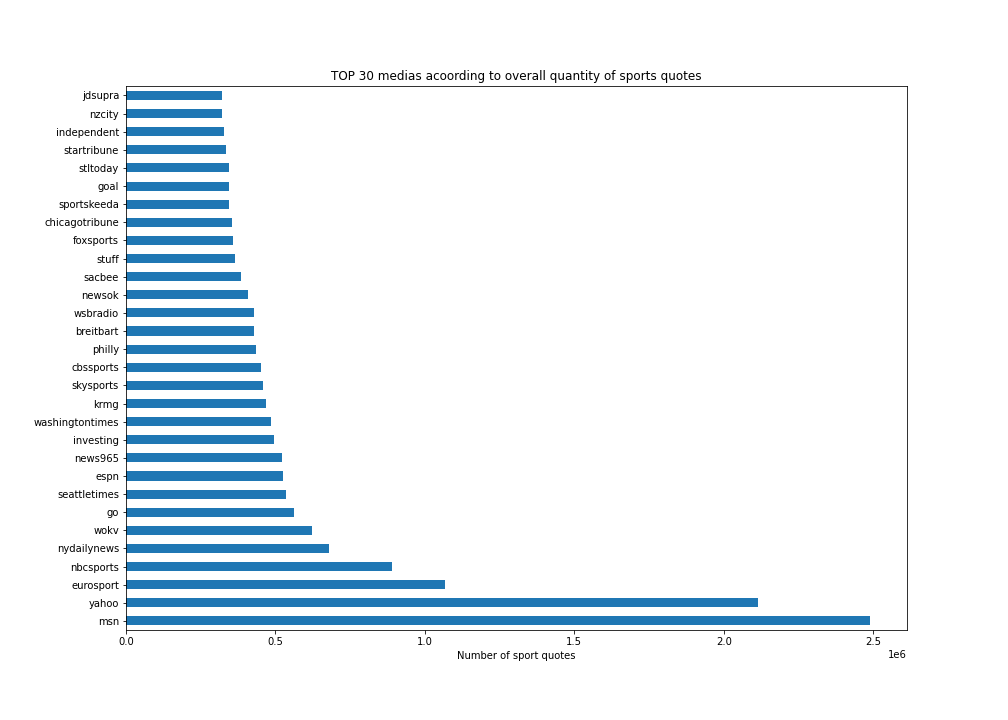 TOP 30 medias acoording to overall quantity of sports quotes
jdsupra
nzcity
independent
startribune
stltoday
goal
sportskeeda
chicagotribune
foxsports
stuff
sacbee
newsok
wsbradio
breitbart
philly
cbssports
skysports
krmg
washingtontimes
investing
news965
espn
seattletimes
go
wokv
nydailynews
nbcsports
eurosport
yahoo
msn
0.0 0.5 1.0 1.5 2.0 2.5
Number of sport quotes
1e6